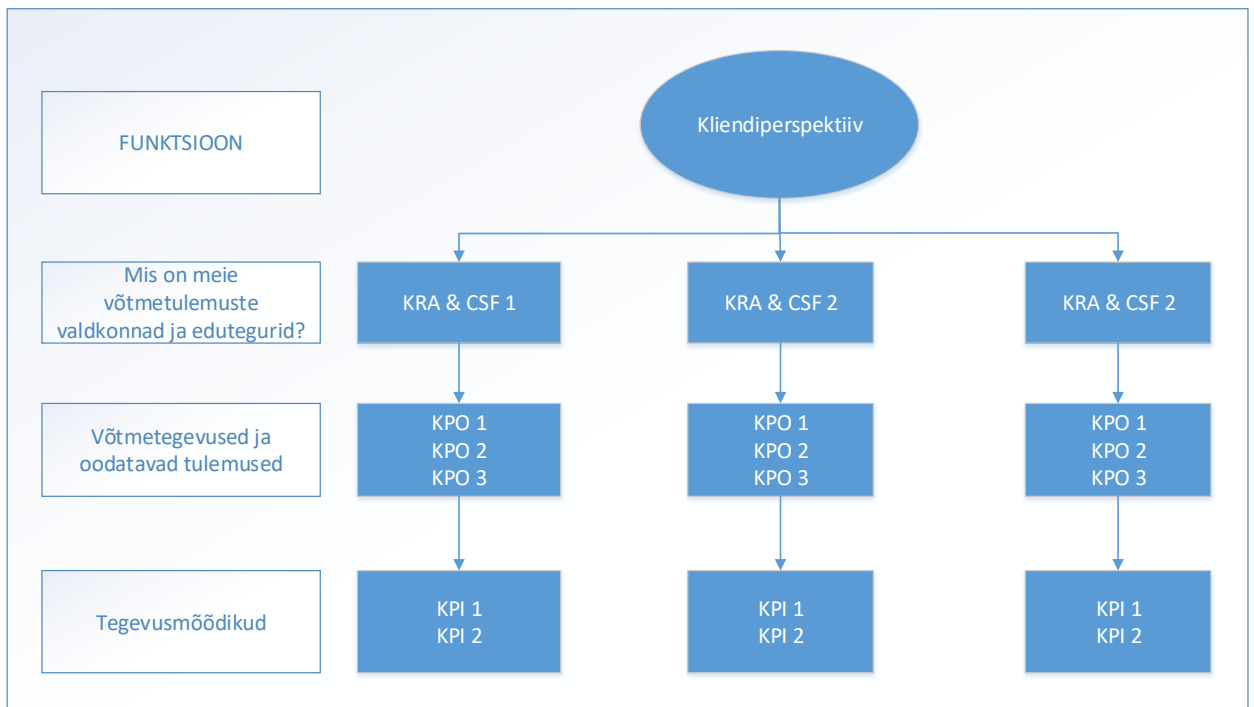 FUNKTSIOON
Kliendiperspektiiv
Mis on meie
võtmetulemuste
valdkonnad ja edutegurid?
KRA & CSF 1
KRA & CSF 2
KRA & CSF 2
Võtmetegevused ja
oodatavad tulemused
KPO 1
KPO 2
KPO 3
KPO 1
KPO 2
KPO 3
KPO 1
KPO 2
KPO 3
Tegevusmõõdikud
KPI 1
KPI 2
KPI 1
KPI 2
KPI 1
KPI 2